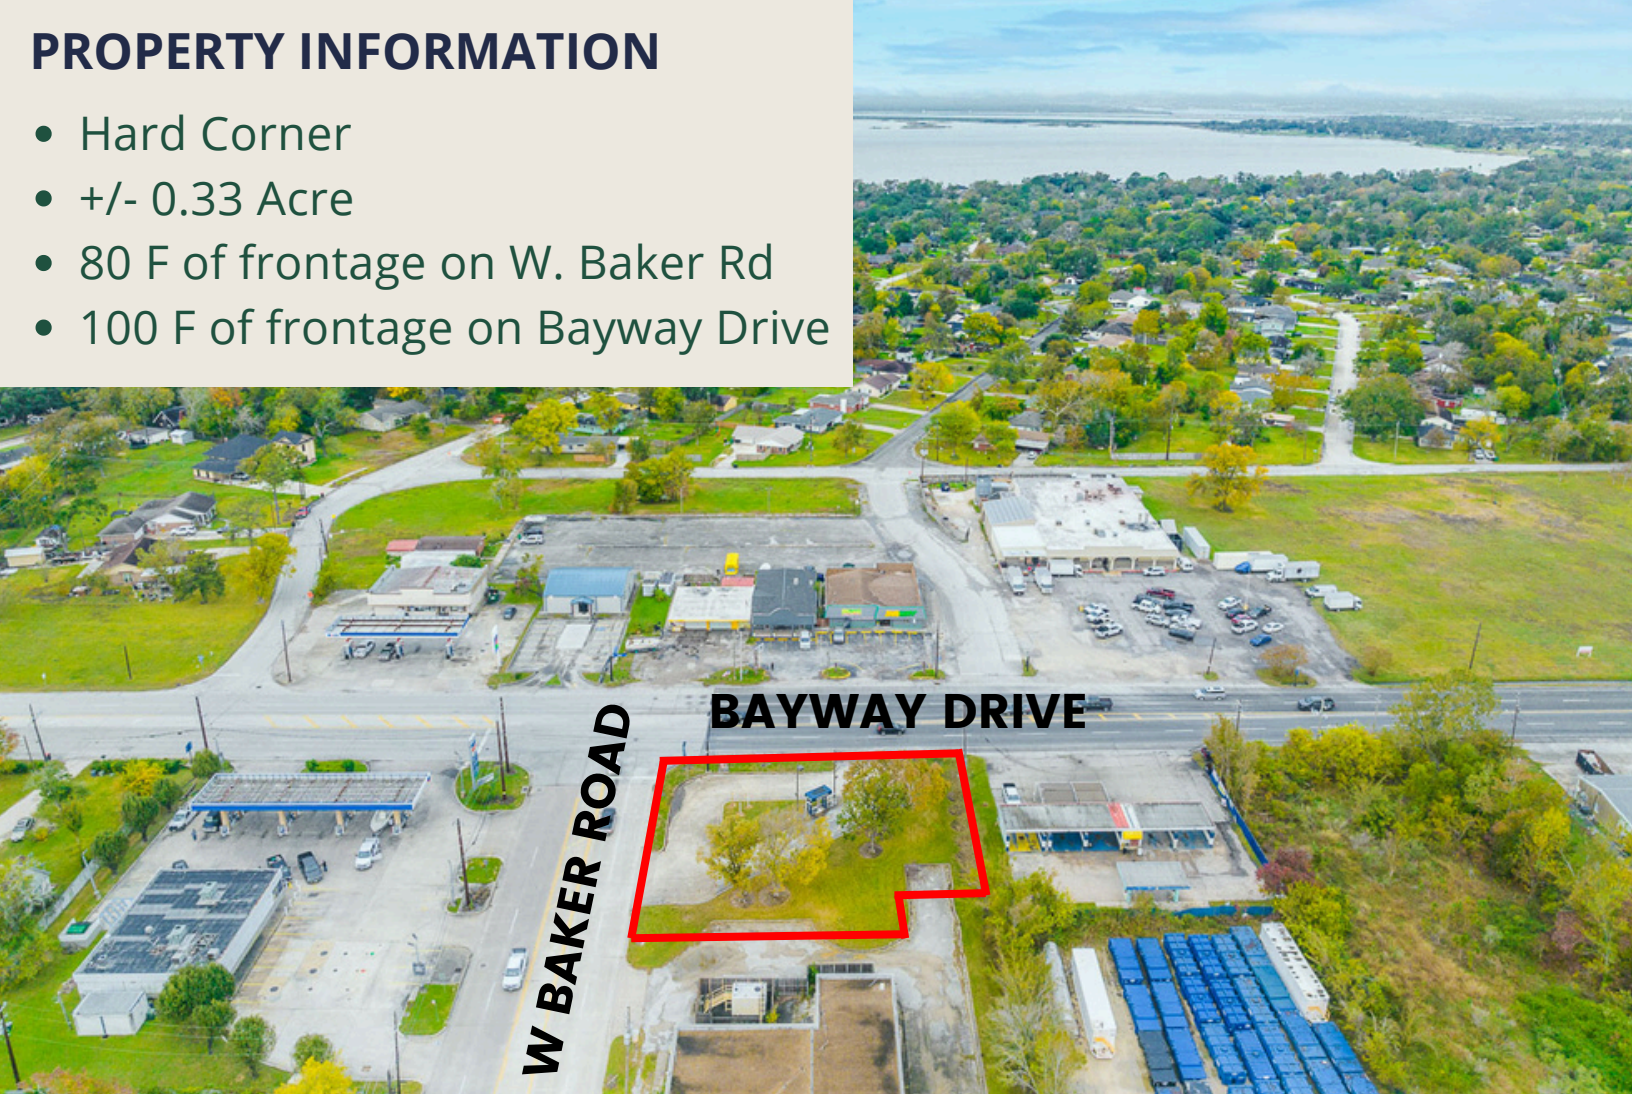 PROPERTY INFORMATION
• Hard Corner
• +/- 0.33 Acre
• 80 F of frontage on W. Baker Rd
• 100 F of frontage on Bayway Drive
BAYWAY DRIVE
W BAKER ROAD